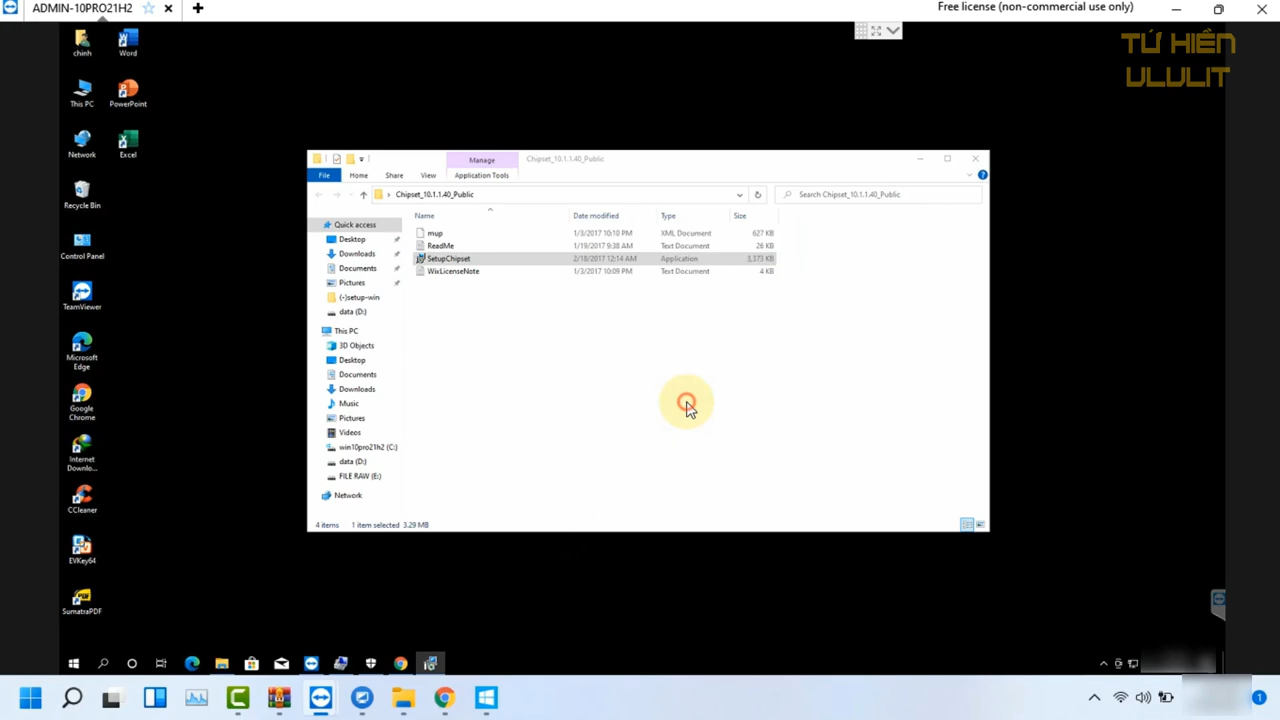 ADMIN-10PRO21H2
Free license (non-commercial use only)
TỨ HIỂN
ULULIT
chinh
Word
This PC
PowerPoint
Network
Excel
Recycle Bin
Control Panel
TeamViewer
Microsoft
Edge
Google
Chrome
Internet
Downlo...
CCleaner
EVKey64
SumatraPDF
Manage
Chipset_10.1.1.40_Public
File
Home
Share
View
Application Tools
Chipset_10.1.1.40_Public
Search Chipset_10.1.1.40_Public
Quick access
Desktop
Downloads
Documents
Pictures
(-)setup-win
data (D:)
This PC
3D Objects
Desktop
Documents
Downloads
Music
Pictures
Videos
win10pro21h2 (C:)
data (D:)
FILE RAW (E:)
Network
Name Date modified Type Size
mup 1/3/2017 10:10 PM XML Document 627 KB
ReadMe 1/19/2017 9:38 AM Text Document 26 KB
SetupChipset 2/18/2017 12:14 AM Application 3,373 KB
WixLicenseNote 1/3/2017 10:09 PM Text Document 4 KB
4 items 1 item selected 3.29 MB
1